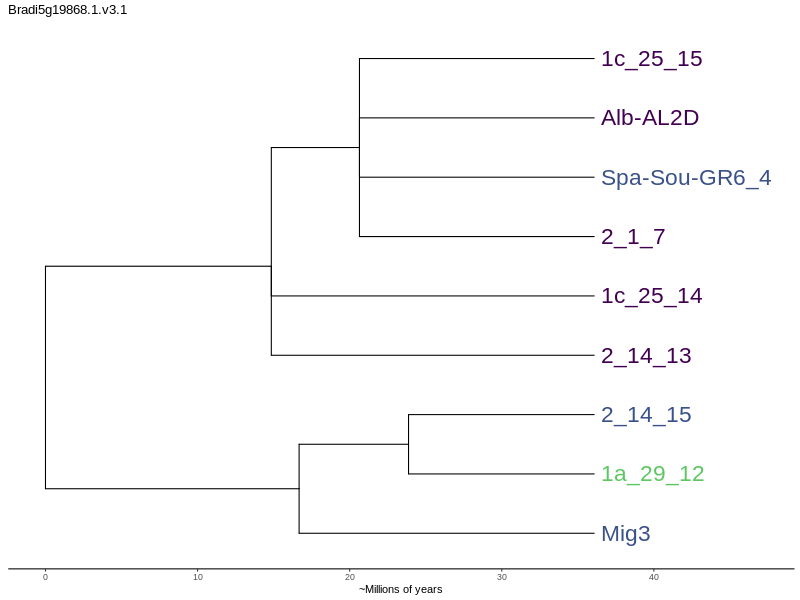 Bradi5g19868.1.v3.1
1c_25_15
Alb-AL2D
Spa-Sou-GR6_4
2_1_7
1c_25_14
2_14_13
2_14_15
1a_29_12
Mig3
0 10 20 30 40
~Millions of years